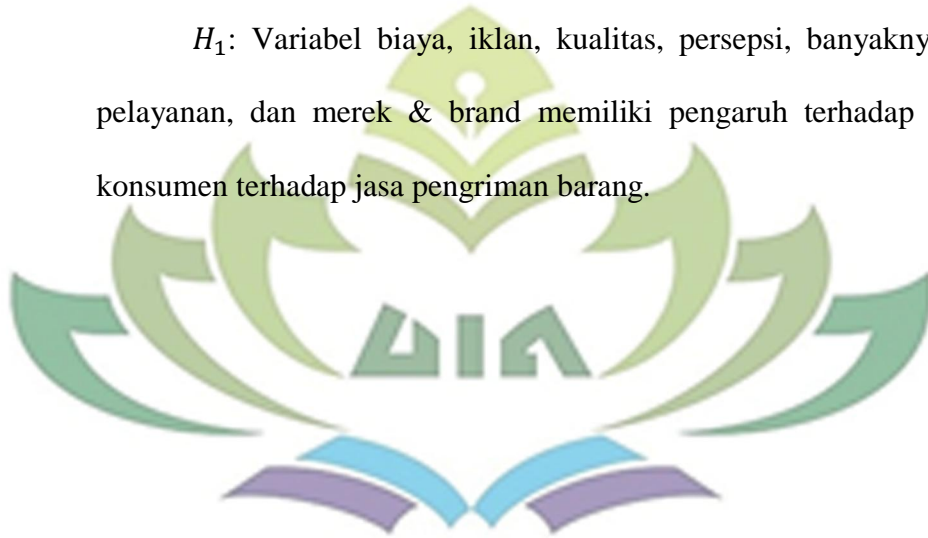 H₁: Variabel biaya, iklan, kualitas, persepsi, banyakny
pelayanan, dan merek & brand memiliki pengaruh terhadap
konsumen terhadap jasa pengriman barang.
UIN